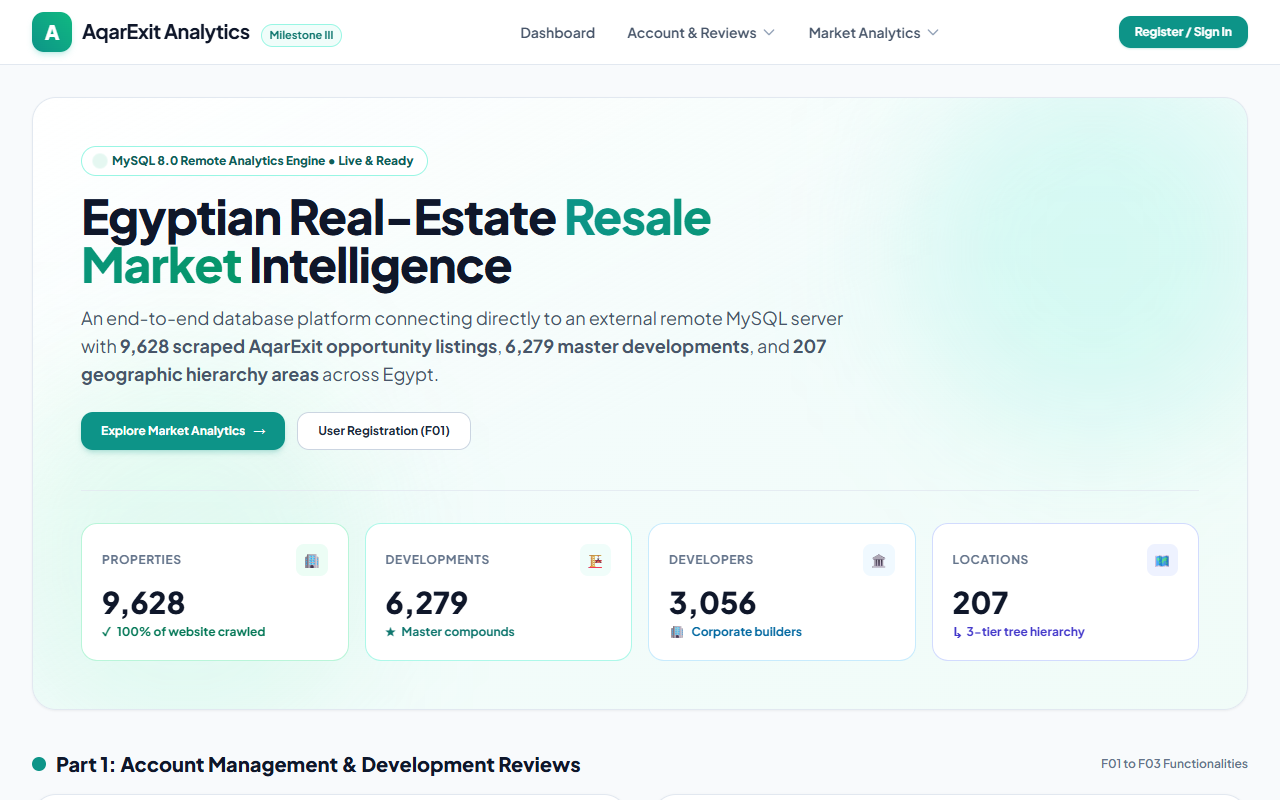 A AqarExit Analytics Milestone III Dashboard Account & Reviews Market Analytics Register / Sign In
MySQL 8.0 Remote Analytics Engine ● Live & Ready
Egyptian Real-Estate Resale
Market Intelligence
An end-to-end database platform connecting directly to an external remote MySQL server
with 9,628 scraped AqarExit opportunity listings, 6,279 master developments, and 207
geographic hierarchy areas across Egypt.
Explore Market Analytics → User Registration (F01)
PROPERTIES
9,628
✓ 100% of website crawled
DEVELOPMENTS
6,279
★ Master compounds
DEVELOPERS
3,056
Corporate builders
LOCATIONS
207
↳ 3-tier tree hierarchy
Part 1: Account Management & Development Reviews F01 to F03 Functionalities